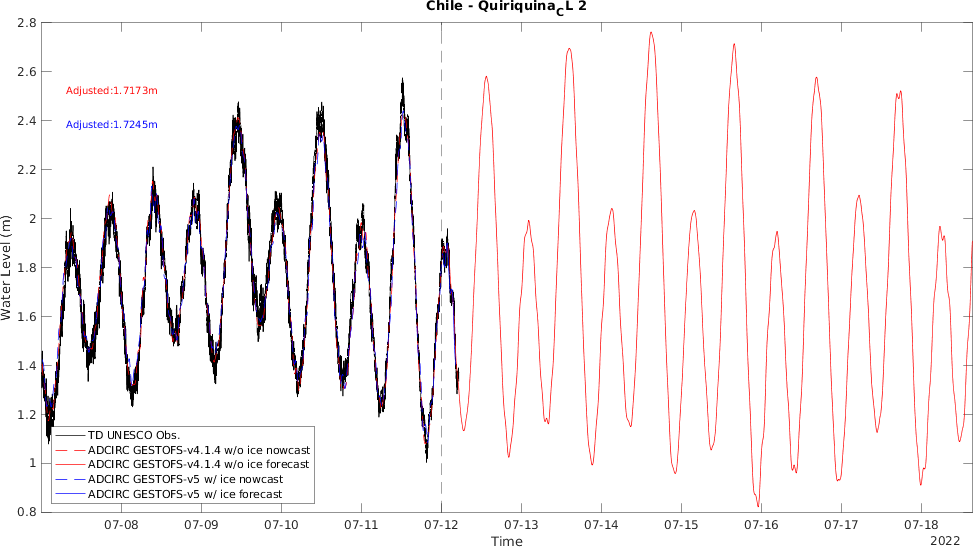 Chile - Quiriquina_CL 2
2.8
2.6
2.4
2.2
2
1.8
1.6
1.4
1.2
1
0.8
Water Level (m)
Adjusted:1.7173m
Adjusted:1.7245m
TD UNESCO Obs.
ADCIRC GESTOFS-v4.1.4 w/o ice nowcast
ADCIRC GESTOFS-v4.1.4 w/o ice forecast
ADCIRC GESTOFS-v5 w/ ice nowcast
ADCIRC GESTOFS-v5 w/ ice forecast
07-08 07-09 07-10 07-11 07-12 07-13 07-14 07-15 07-16 07-17 07-18
Time
2022